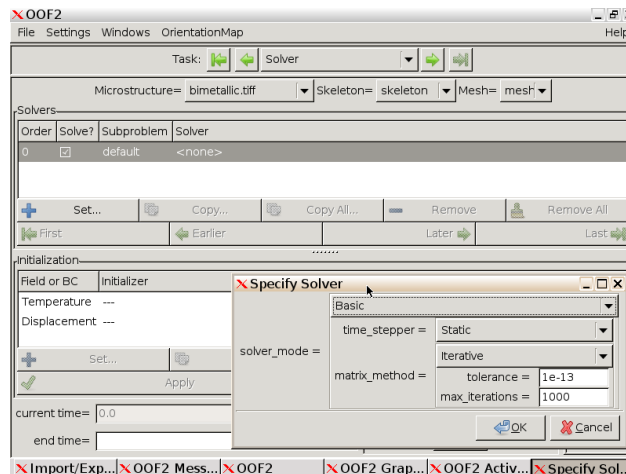 OOF2
File Settings Windows OrientationMap Help
Task: Solver
Microstructure= bimetallic.tiff Skeleton= skeleton Mesh= mesh
Solvers
Order Solve? Subproblem Solver
0 default <none>
Set... Copy... Copy All... Remove Remove All
First Earlier Later Last
Initialization
Field or BC Initializer
Temperature ---
Displacement ---
Set...
Apply
current time= 0.0
end time=
Specify Solver
solver_mode =
Basic
time_stepper = Static
matrix_method =
Iterative
tolerance = 1e-13
max_iterations = 1000
OK Cancel
Import/Exp... OOF2 Mess... OOF2 OOF2 Grap... OOF2 Activ... Specify Sol...